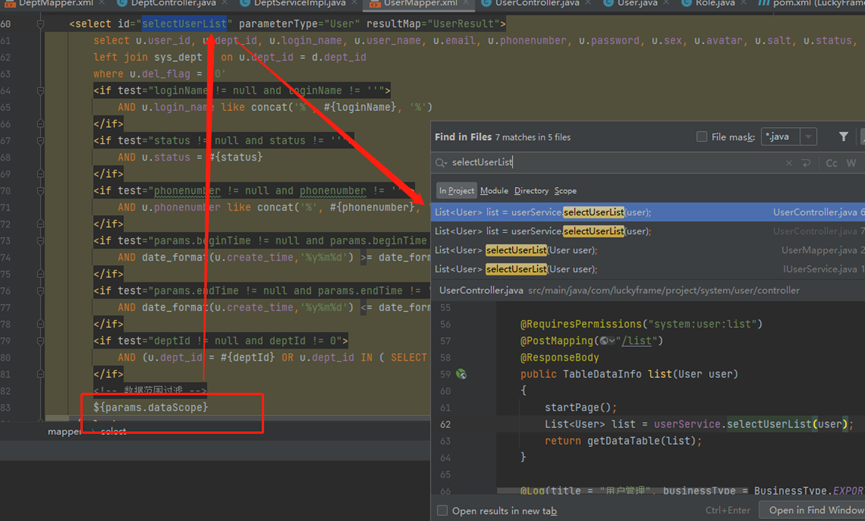 DeptMapper.xml DeptController.java DeptServiceImpl.java UserMapper.xml UserController.java User.java Role.java pom.xml (LuckyFrame
60 <select id="selectUserList" parameterType="User" resultMap="UserResult">
61 select u.user_id, u.dept_id, u.login_name, u.user_name, u.email, u.phonenumber, u.password, u.sex, u.avatar, u.salt, u.status,
62 left join sys_dept on u.dept_id = d.dept_id
63 where u.del_flag = '0'
64 <if test="loginName != null and loginName != ''">
65 AND u.login_name like concat('%', #{loginName}, '%')
66 </if>
67 <if test="status != null and status != ''
68 AND u.status = #{status}
69 </if>
70 <if test="phonenumber != null and phonenumber != ''
71 AND u.phonenumber like concat('%', #{phonenumber},
72 </if>
73 <if test="params.beginTime != null and params.beginTime
74 AND date_format(u.create_time,'%y%m%d') >= date_form
75 </if>
76 <if test="params.endTime != null and params.endTime !=
77 AND date_format(u.create_time,'%y%m%d') <= date_form
78 </if>
79 <if test="deptId != null and deptId != 0">
80 AND (u.dept_id = #{deptId} OR u.dept_id IN ( SELECT
81 </if>
82 <!-- 数据范围过滤 -->
83 ${params.dataScope}
mapper select
Find in Files 7 matches in 5 files File mask: *.java
selectUserList Cc W
In Project Module Directory Scope
List<User> list = userService.selectUserList(user); UserController.java 6
List<User> list = userService.selectUserList(user); UserController.java 7
List<User> selectUserList(User user); UserMapper.java 2
List<User> selectUserList(User user); IUserService.java 1
UserController.java src/main/java/com/luckyframe/project/system/user/controller
55
56 @RequiresPermissions("system:user:list")
57 @PostMapping("/list")
58 @ResponseBody
59 public TableDataInfo list(User user)
60 {
61 startPage();
62 List<User> list = userService.selectUserList(user);
63 return getDataTable(list);
64 }
65
66 @Log(title = "用户管理", businessType = BusinessType.EXPOR
Open results in new tab Ctrl+Enter Open in Find Window